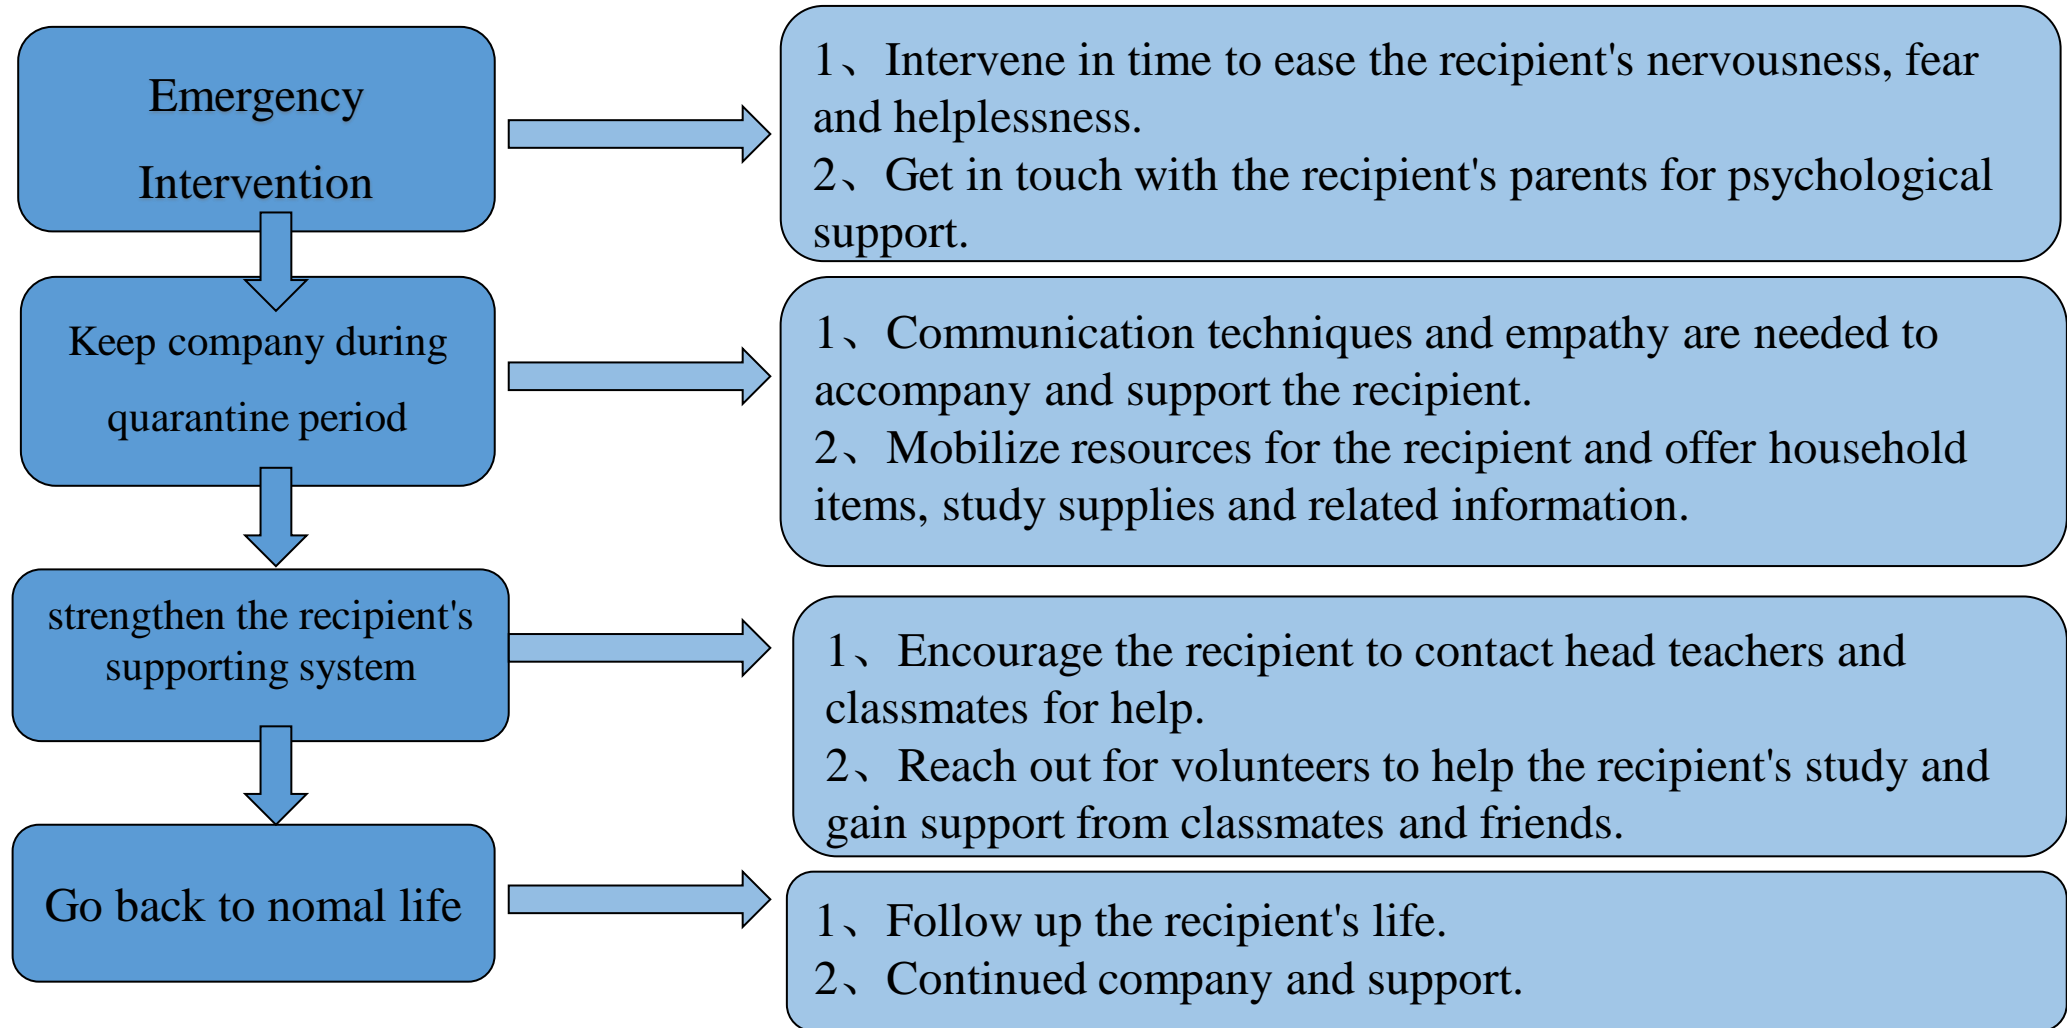 Emergency
Intervention
1、Intervene in time to ease the recipient's nervousness, fear
and helplessness.
2、Get in touch with the recipient's parents for psychological
support.
Keep company during
quarantine period
1、Communication techniques and empathy are needed to
accompany and support the recipient.
2、Mobilize resources for the recipient and offer household
items, study supplies and related information.
strengthen the recipient's
supporting system
1、Encourage the recipient to contact head teachers and
classmates for help.
2、Reach out for volunteers to help the recipient's study and
gain support from classmates and friends.
Go back to nomal life
1、Follow up the recipient's life.
2、Continued company and support.